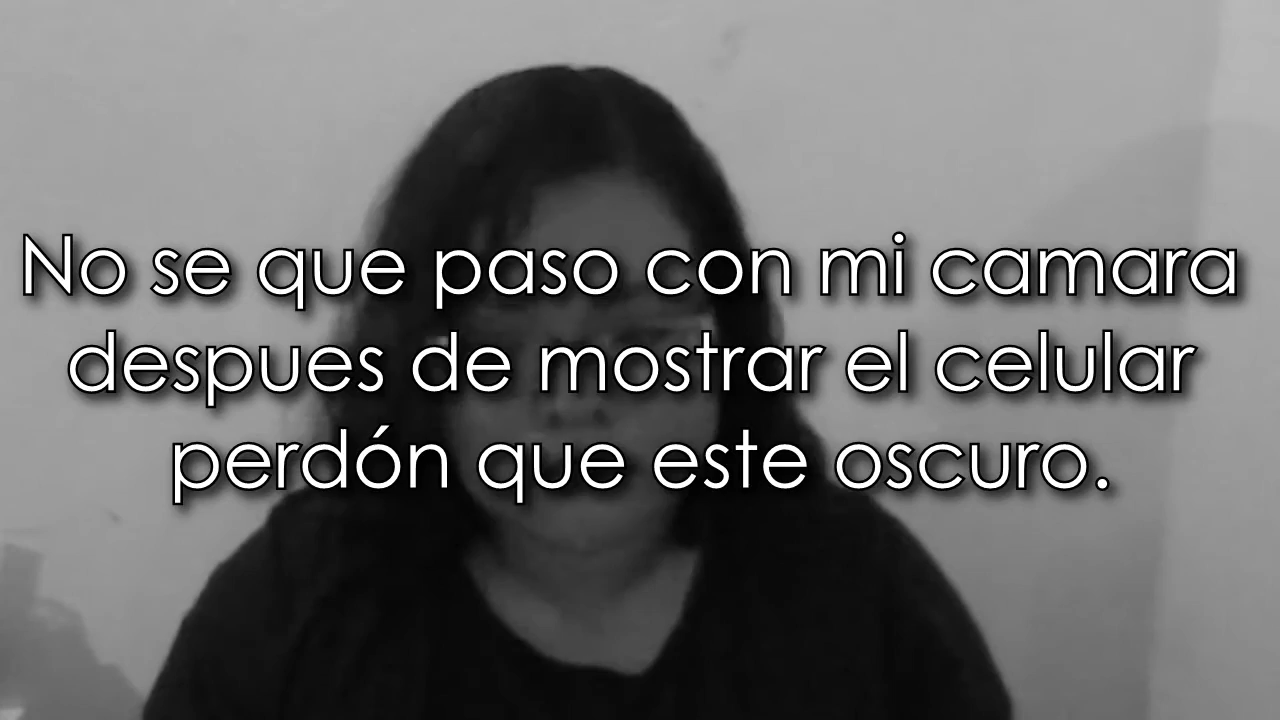 No se que paso con mi camara
despues de mostrar el celular
perdón que este oscuro.